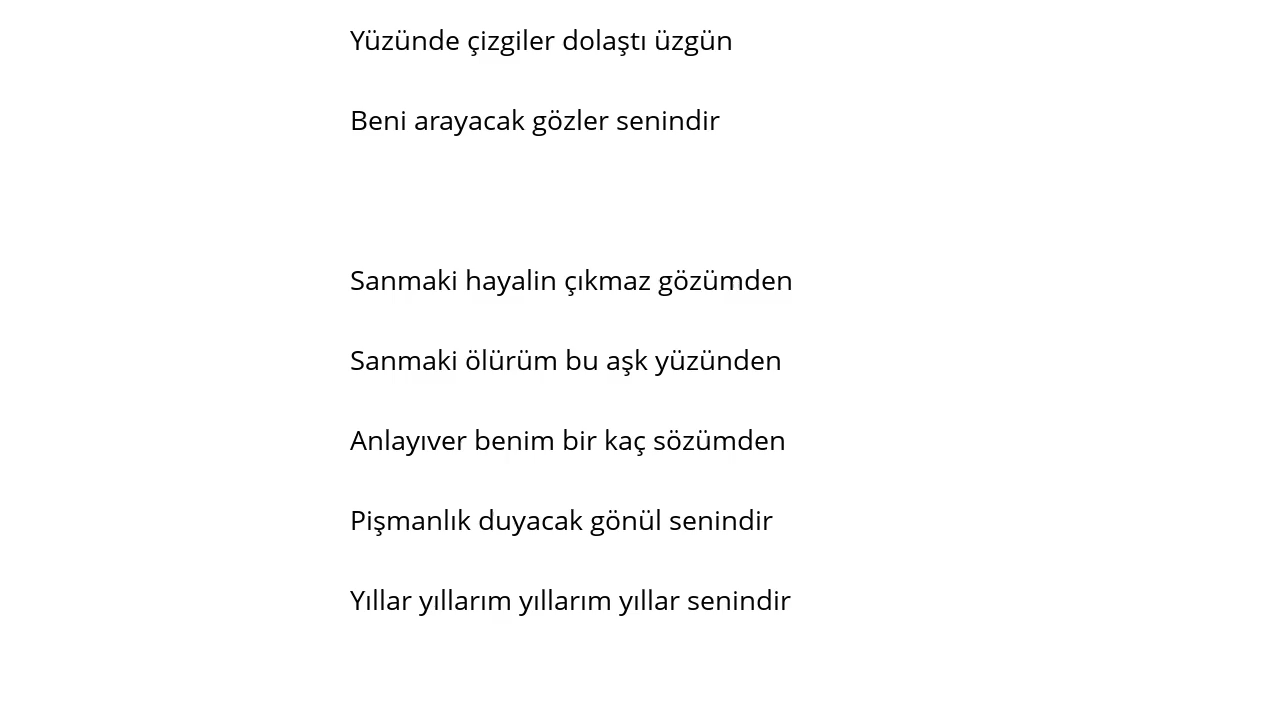 Yüzünde çizgiler dolaştı üzgün
Beni arayacak gözler senindir
Sanmaki hayalin çıkmaz gözümden
Sanmaki ölürüm bu aşk yüzünden
Anlayıver benim bir kaç sözümden
Pişmanlık duyacak gönül senindir
Yıllar yıllarım yıllarım yıllar senindir